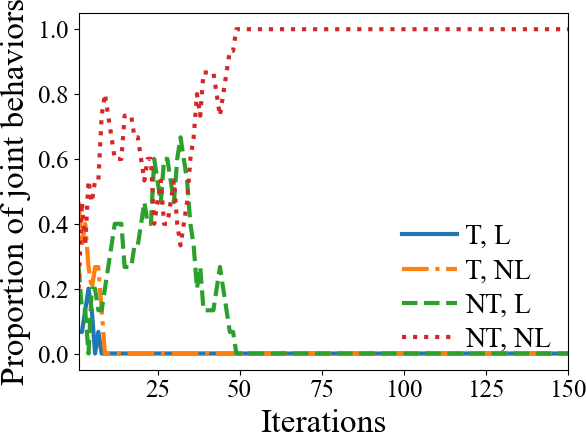 Proportion of joint behaviors
1.0
0.8
0.6
0.4
0.2
0.0
T, L
T, NL
NT, L
NT, NL
25
50
75
100
125
150
Iterations